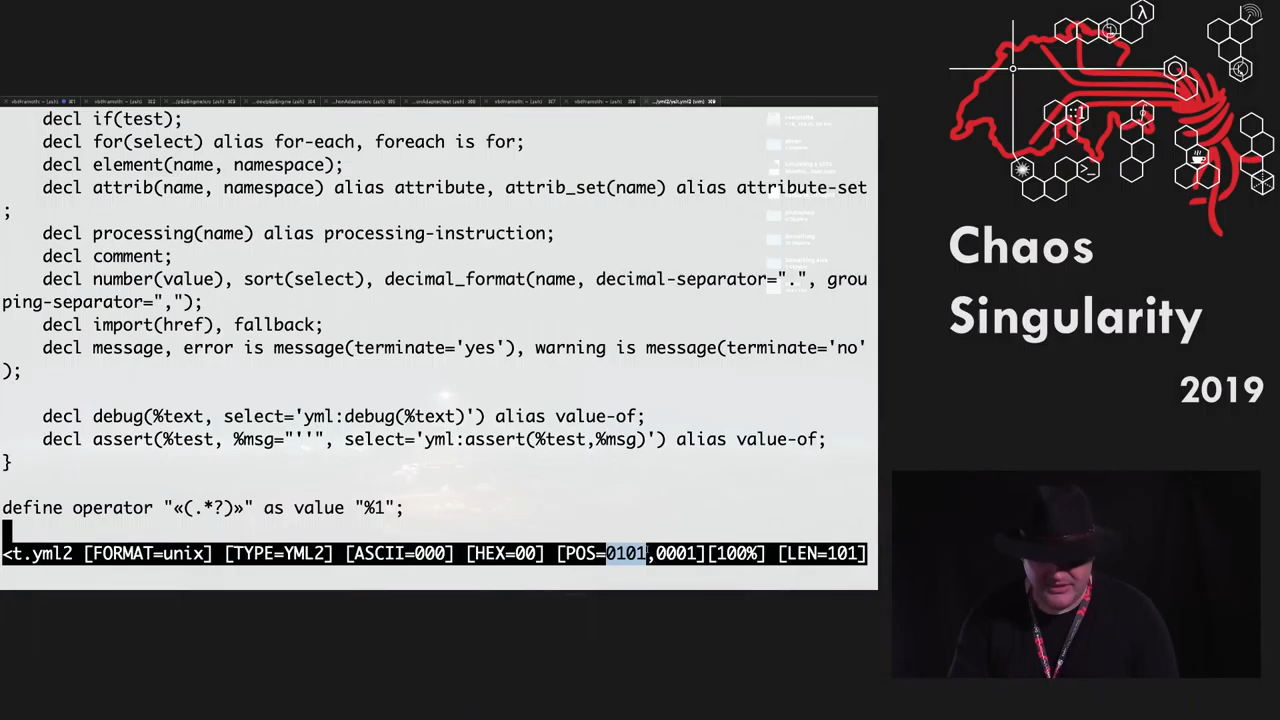 decl if(test);
decl for(select) alias for-each, foreach is for;
decl element(name, namespace);
decl attrib(name, namespace) alias attribute, attrib_set(name) alias attribute-set
;
decl processing(name) alias processing-instruction;
decl comment;
decl number(value), sort(select), decimal_format(name, decimal-separator=".", grou
ping-separator=",");
decl import(href), fallback;
decl message, error is message(terminate='yes'), warning is message(terminate='no'
);
decl debug(%text, select='yml:debug(%text)') alias value-of;
decl assert(%test, %msg="''", select='yml:assert(%test,%msg)') alias value-of;
}
define operator "«(.*?)»" as value "%1";
<t.yml2 [FORMAT=unix] [TYPE=YML2] [ASCII=000] [HEX=00] [POS=0101,0001][100%] [LEN=101]
Chaos
Singularity
2019